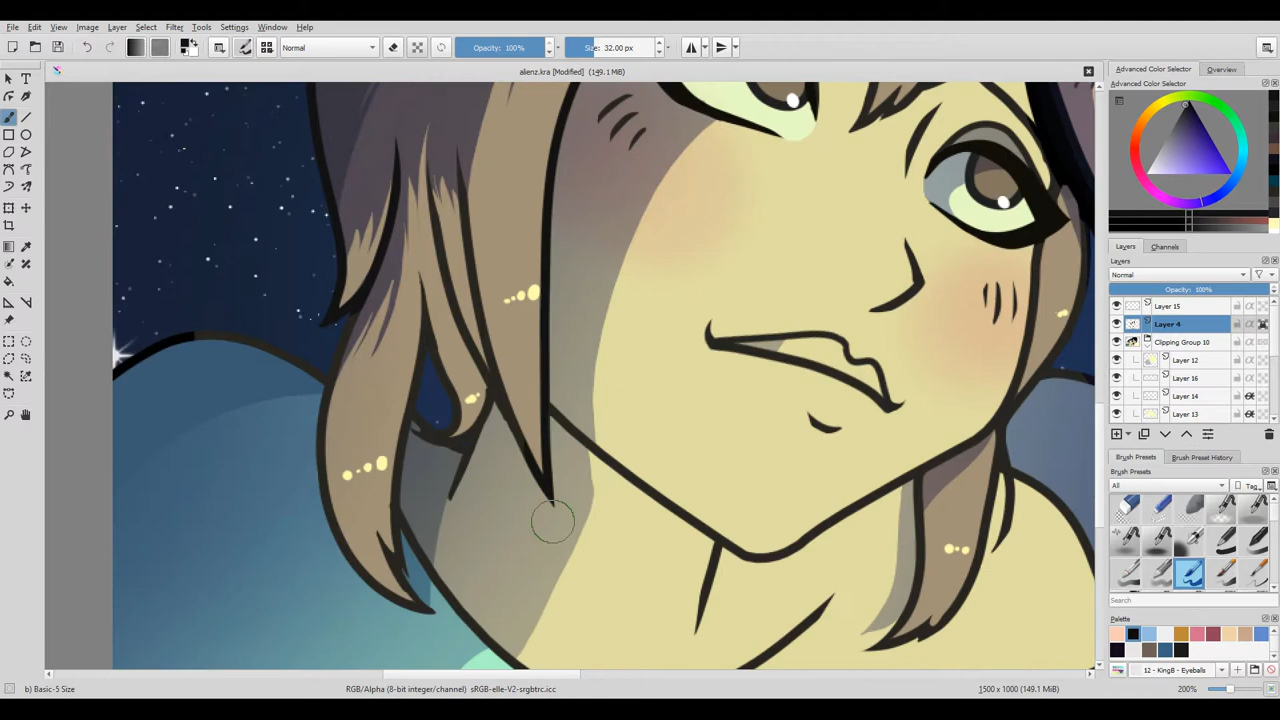 File Edit View Image Layer Select Filter Tools Settings Window Help
Normal Opacity: 100% Size: 32.00 px
alienz.kra [Modified] (149.1 MiB)
Advanced Color Selector Overview
Advanced Color Selector
Layers Channels
Layers
Normal
Opacity: 100%
Layer 15
Layer 4
Clipping Group 10
Layer 12
Layer 16
Layer 14
Layer 13
Brush Presets Brush Preset History
Brush Presets
All Tag
Search
Palette
12 - KingB - Eyeballs
b) Basic-5 Size RGB/Alpha (8-bit integer/channel) sRGB-elle-V2-srgbtrc.icc 1500 x 1000 (149.1 MiB) 200%